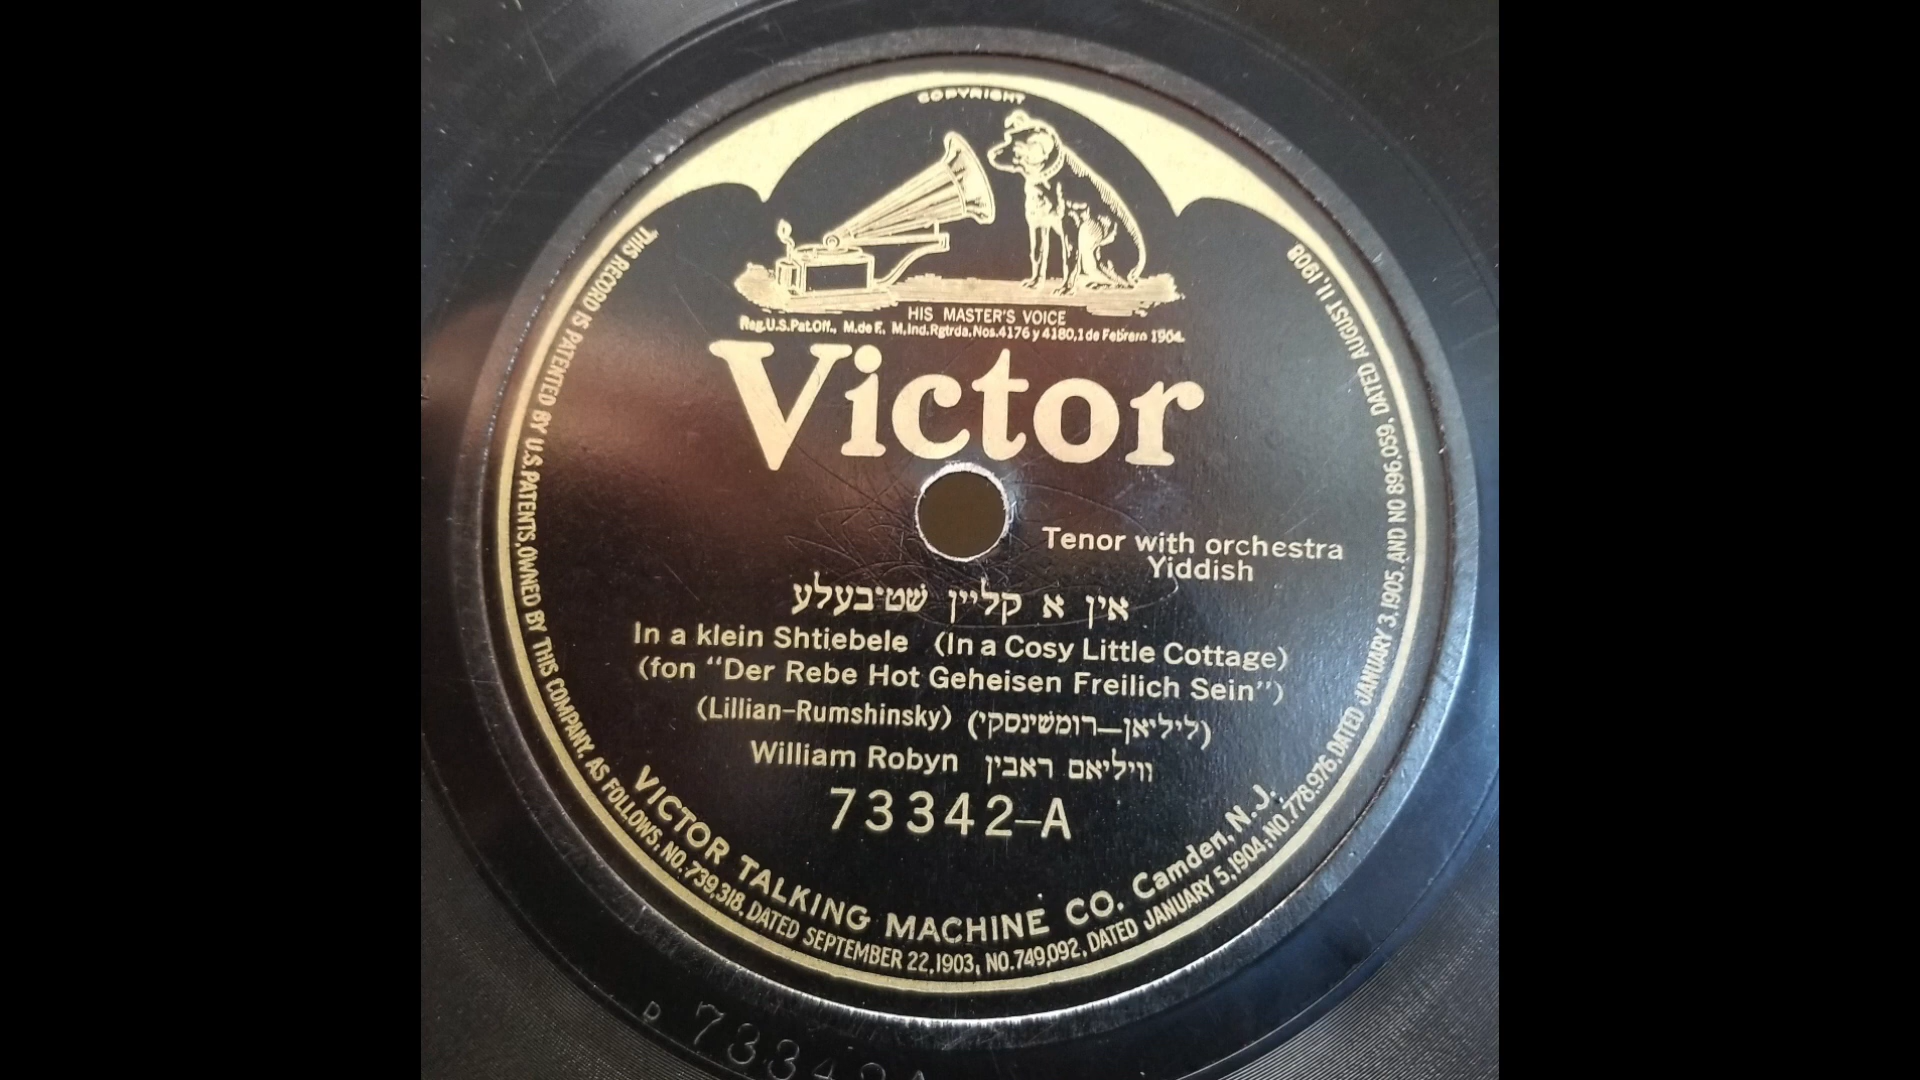 COPYRIGHT
HIS MASTER'S VOICE
Reg.U.S.Pat.Off., M.de F., M.Ind.Rgtrda.Nos.4176 y 4180,1 de Febrero 1904.
Victor
Tenor with orchestra
Yiddish
אין א קליין שטיבעלע
In a klein Shtiebele (In a Cosy Little Cottage)
(fon "Der Rebe Hot Geheisen Freilich Sein")
(Lillian-Rumshinsky) (ליליאן—רומשינסקי)
William Robyn וויליאם ראבין
73342-A
VICTOR TALKING MACHINE CO. Camden, N. J.
THIS RECORD IS PATENTED BY U.S. PATENTS, OWNED BY THIS COMPANY, AS FOLLOWS, NO. 739,318, DATED SEPTEMBER 22, 1903, NO. 749,092, DATED JANUARY 5, 1904, NO. 778,976, DATED JANUARY 3, 1905. AND NO 896,059, DATED AUGUST 11, 1908